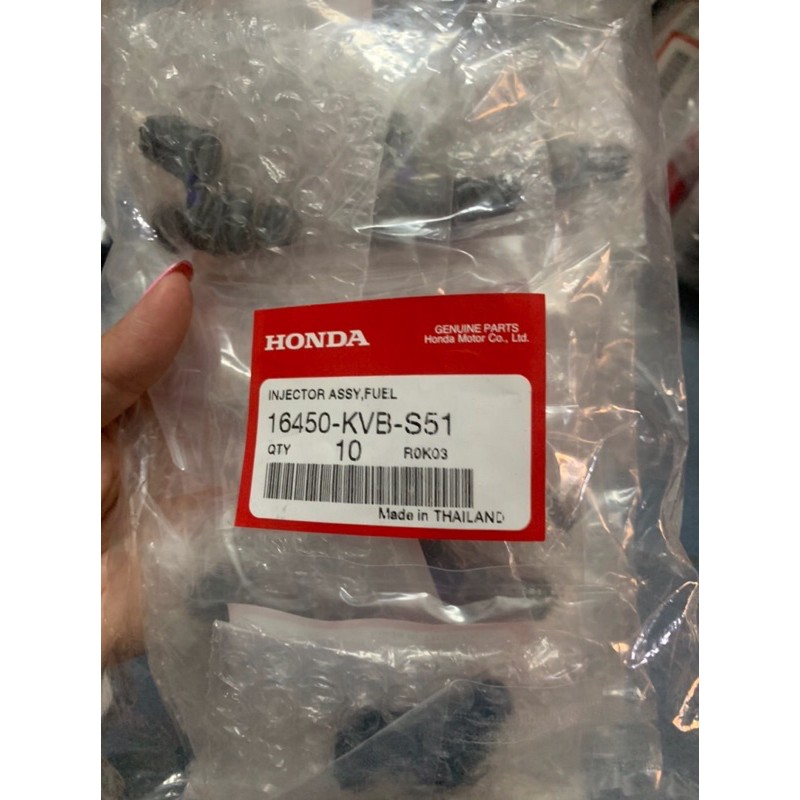 HONDA
GENUINE PARTS
Honda Motor Co., Ltd.
INJECTOR ASSY,FUEL
16450-KVB-S51
QTY 10 R0K03
Made in THAILAND